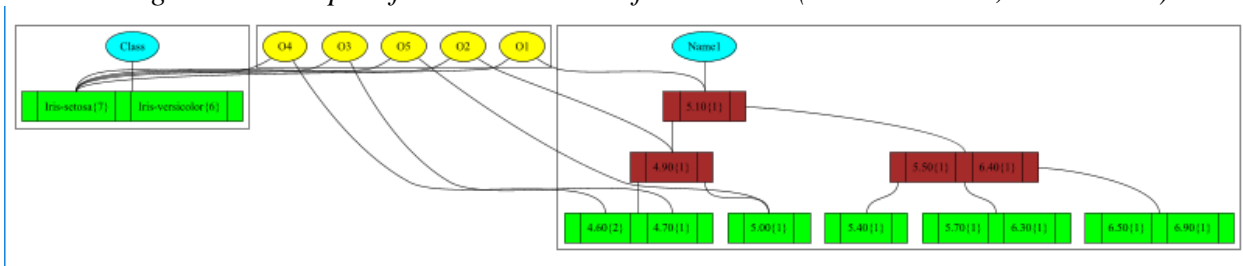 Class O4 O3 O5 O2 O1 Name1
Iris-setosa{7} Iris-versicolor{6} 5.10{1}
4.90{1} 5.50{1} 6.40{1}
4.60{2} 4.70{1} 5.00{1} 5.40{1} 5.70{1} 6.30{1} 6.50{1} 6.90{1}